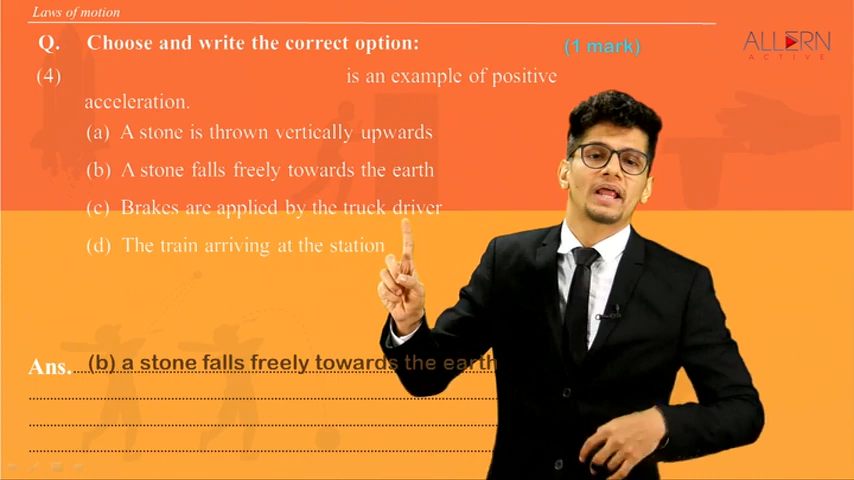 Laws of motion
Q. Choose and write the correct option:
(1 mark)
ALLERN
ACTIVE
(4) is an example of positive
acceleration.
(a) A stone is thrown vertically upwards
(b) A stone falls freely towards the earth
(c) Brakes are applied by the truck driver
(d) The train arriving at the station
Ans. (b) a stone falls freely towards the earth